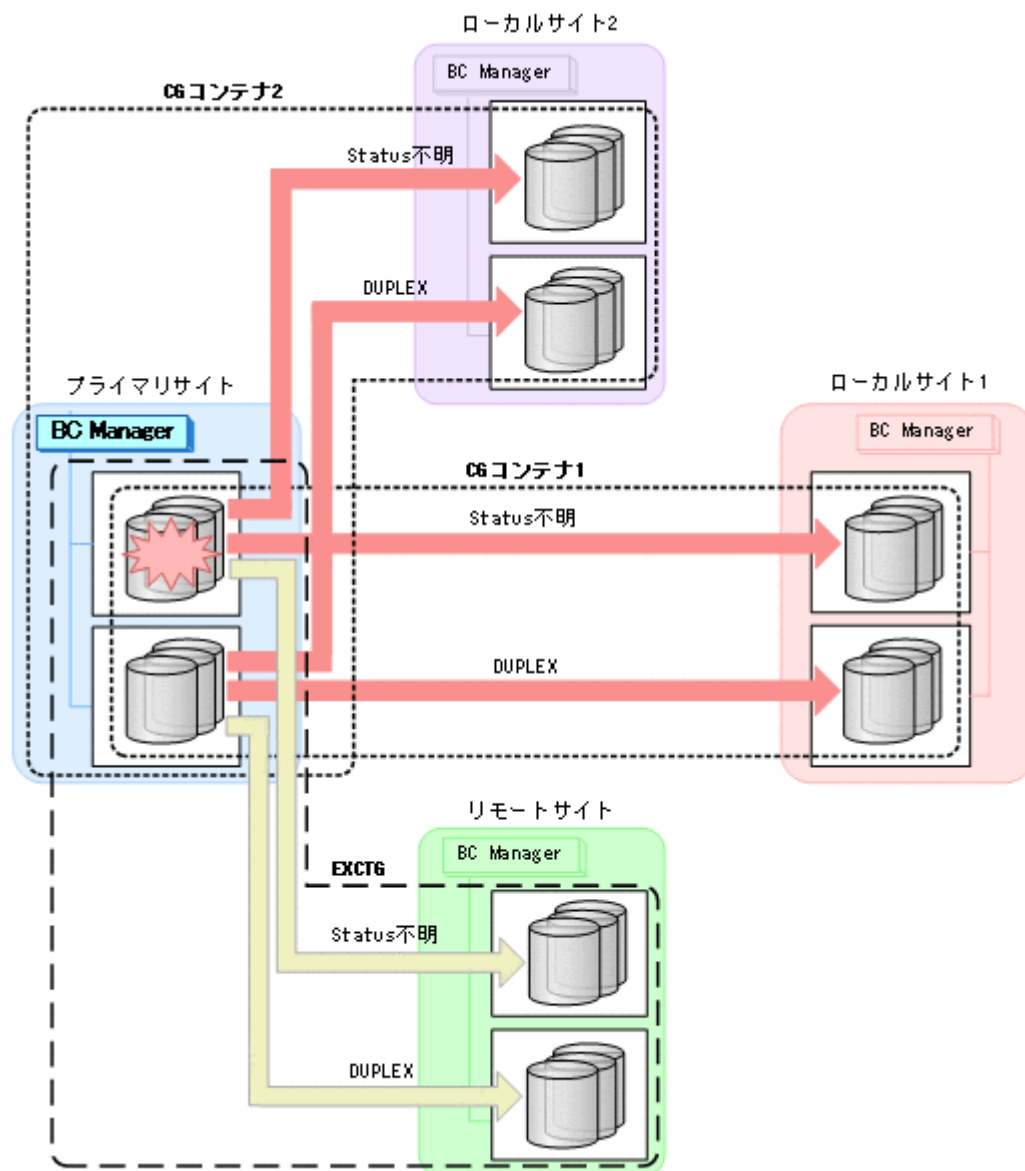 ローカルサイト2
BC Manager
CGコンテナ2
Status不明
DUPLEX
プライマリサイト
BC Manager
ローカルサイト1
BC Manager
CGコンテナ1
Status不明
DUPLEX
リモートサイト
BC Manager
EXCTG
Status不明
DUPLEX